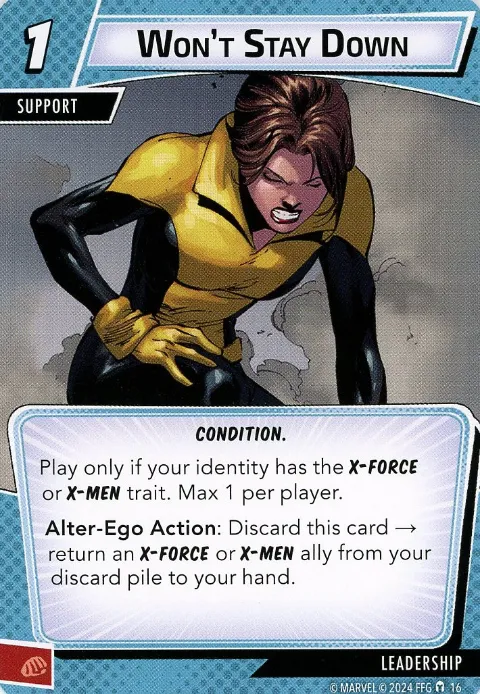 1
WON'T STAY DOWN
SUPPORT
CONDITION.
Play only if your identity has the X-FORCE
or X-MEN trait. Max 1 per player.
Alter-Ego Action: Discard this card →
return an X-FORCE or X-MEN ally from your
discard pile to your hand.
LEADERSHIP
© MARVEL © 2024 FFG 16